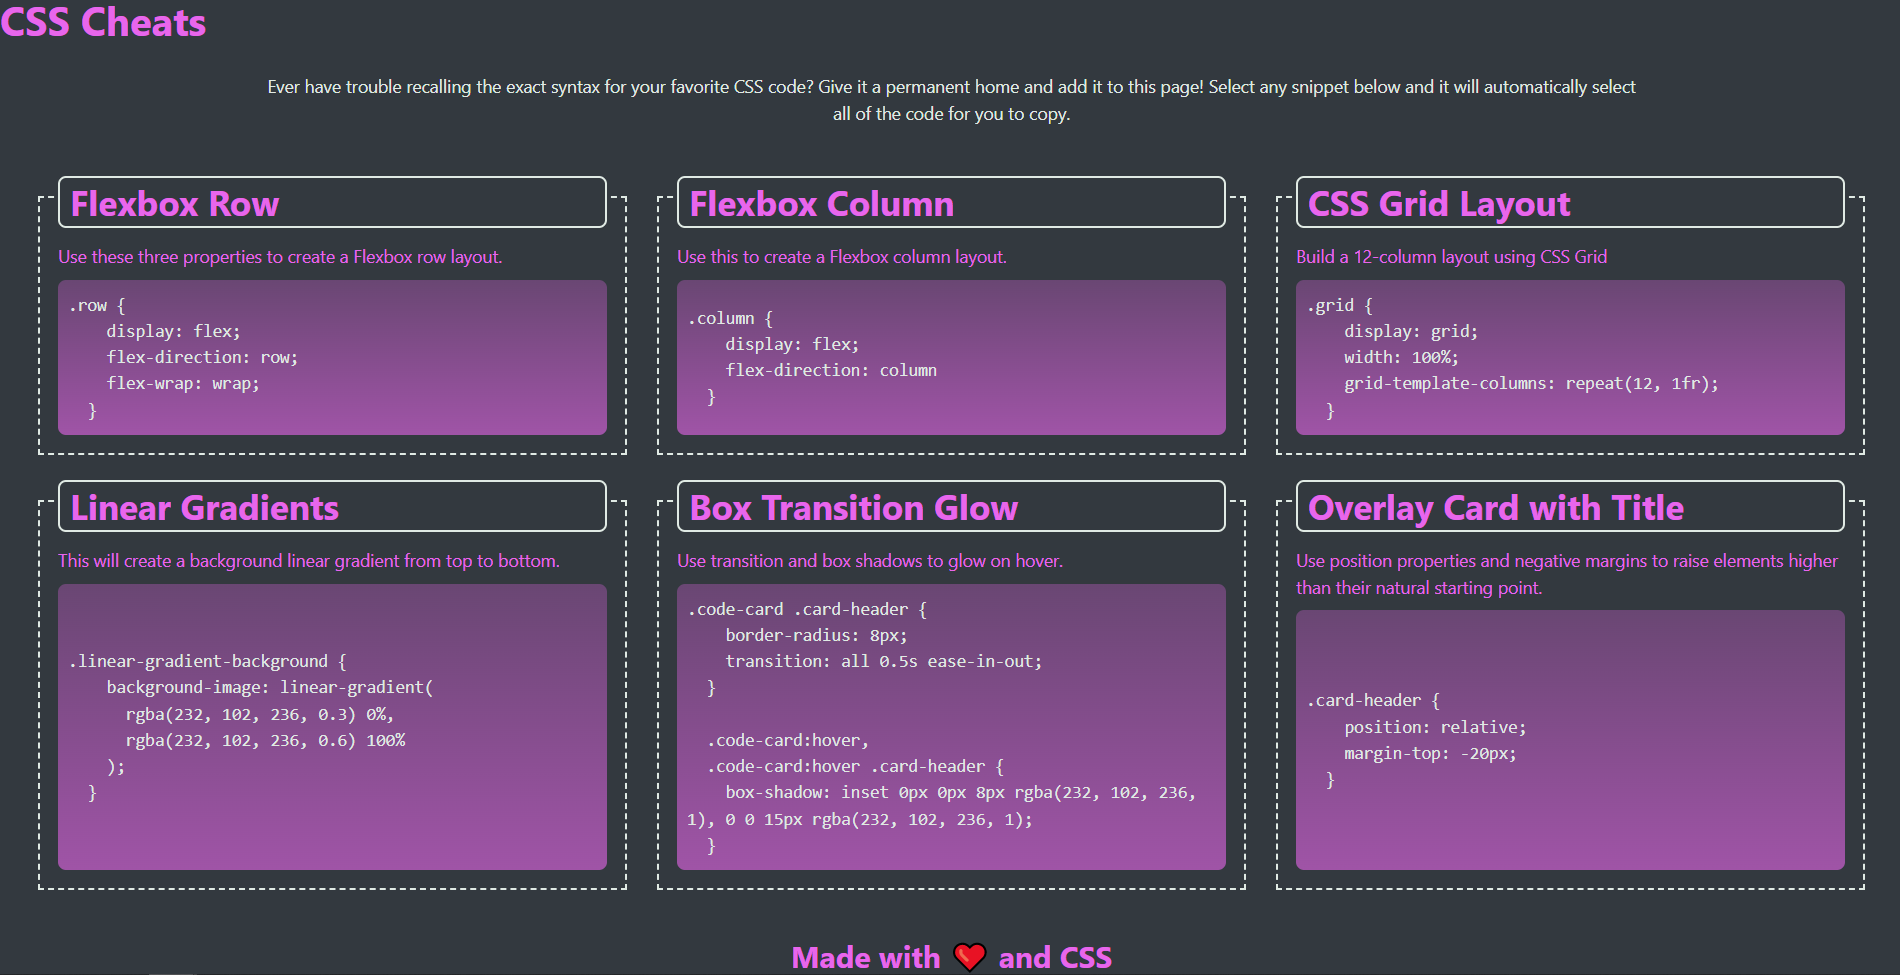 CSS Cheats
Ever have trouble recalling the exact syntax for your favorite CSS code? Give it a permanent home and add it to this page! Select any snippet below and it will automatically select
all of the code for you to copy.
Flexbox Row
Use these three properties to create a Flexbox row layout.
.row {
    display: flex;
    flex-direction: row;
    flex-wrap: wrap;
  }
Flexbox Column
Use this to create a Flexbox column layout.
.column {
    display: flex;
    flex-direction: column
  }
CSS Grid Layout
Build a 12-column layout using CSS Grid
.grid {
    display: grid;
    width: 100%;
    grid-template-columns: repeat(12, 1fr);
  }
Linear Gradients
This will create a background linear gradient from top to bottom.
.linear-gradient-background {
    background-image: linear-gradient(
      rgba(232, 102, 236, 0.3) 0%,
      rgba(232, 102, 236, 0.6) 100%
    );
  }
Box Transition Glow
Use transition and box shadows to glow on hover.
.code-card .card-header {
    border-radius: 8px;
    transition: all 0.5s ease-in-out;
  }
  .code-card:hover,
  .code-card:hover .card-header {
    box-shadow: inset 0px 0px 8px rgba(232, 102, 236,
1), 0 0 15px rgba(232, 102, 236, 1);
  }
Overlay Card with Title
Use position properties and negative margins to raise elements higher
than their natural starting point.
.card-header {
    position: relative;
    margin-top: -20px;
  }
Made with ❤️ and CSS